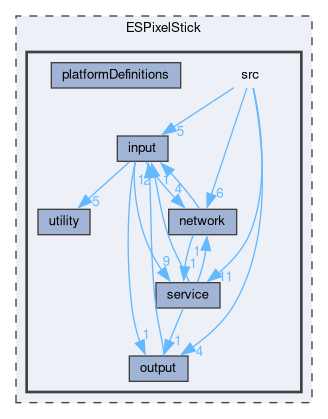 ESPixelStick
platformDefinitions
src
input
5
12
1
4
6
utility
5
network
9
1
1
service
11
1
1
4
output